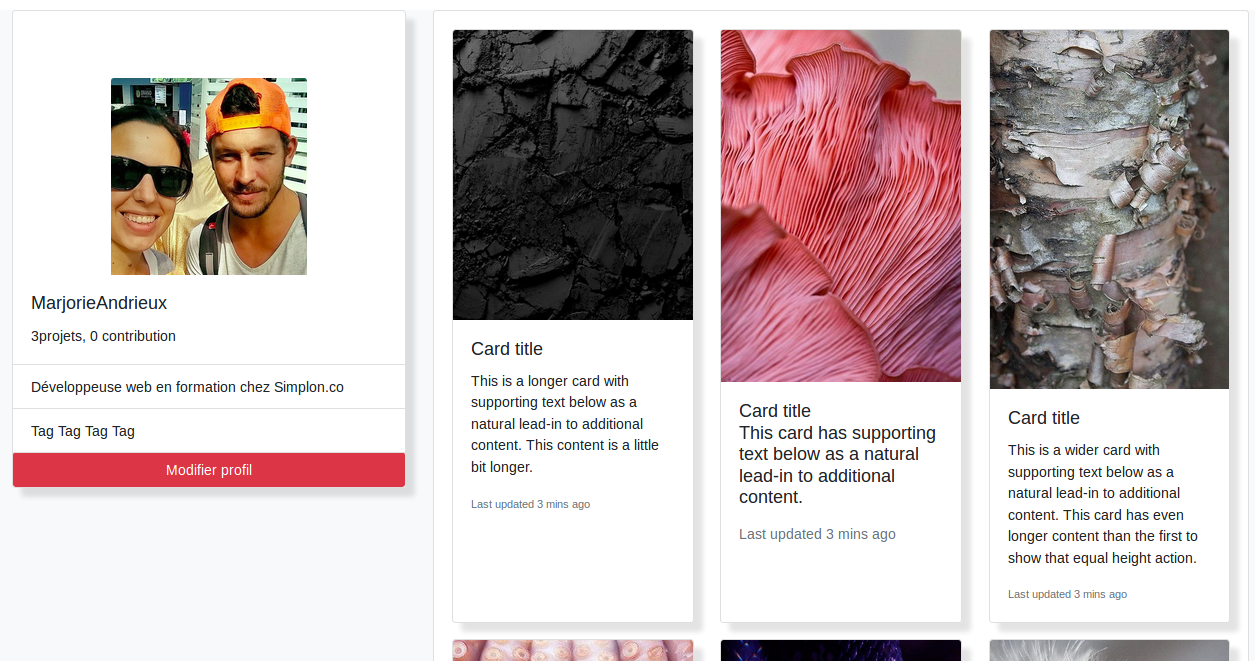 MarjorieAndrieux
3projets, 0 contribution
Développeuse web en formation chez Simplon.co
Tag Tag Tag Tag
Modifier profil
Card title
This is a longer card with
supporting text below as a
natural lead-in to additional
content. This content is a little
bit longer.
Last updated 3 mins ago
Card title
This card has supporting
text below as a natural
lead-in to additional
content.
Last updated 3 mins ago
Card title
This is a wider card with
supporting text below as a
natural lead-in to additional
content. This card has even
longer content than the first to
show that equal height action.
Last updated 3 mins ago